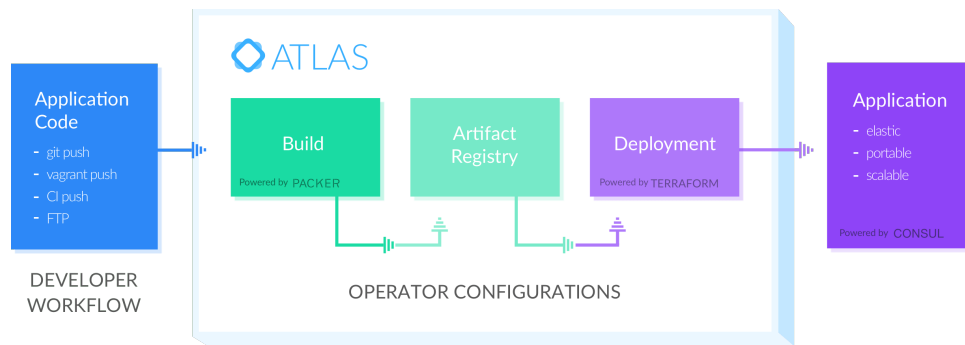 ATLAS
Application
Code
- git push
- vagrant push
- CI push
- FTP
DEVELOPER
WORKFLOW
Build
Powered by PACKER
Artifact
Registry
Deployment
Powered by TERRAFORM
OPERATOR CONFIGURATIONS
Application
- elastic
- portable
- scalable
Powered by CONSUL